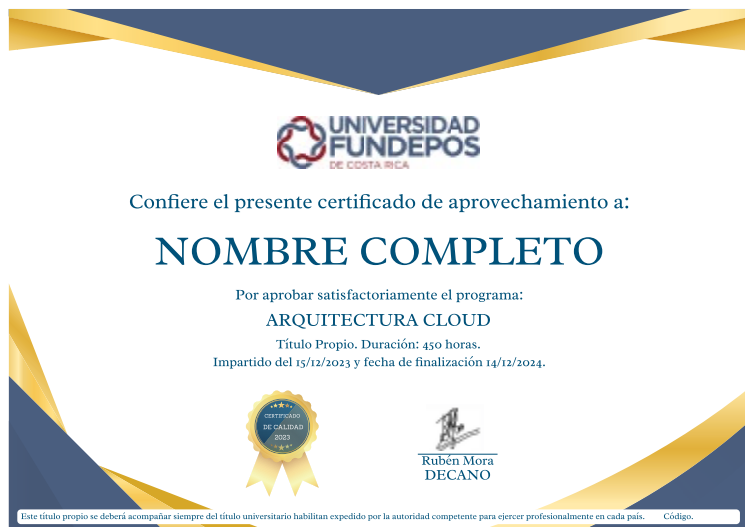 UNIVERSIDAD
FUNDEPOS
DE COSTA RICA
Confiere el presente certificado de aprovechamiento a:
NOMBRE COMPLETO
Por aprobar satisfactoriamente el programa:
ARQUITECTURA CLOUD
Título Propio. Duración: 450 horas.
Impartido del 15/12/2023 y fecha de finalización 14/12/2024.
CERTIFICADO
DE CALIDAD
2023
Rubén Mora
DECANO
Este título propio se deberá acompañar siempre del título universitario habilitan expedido por la autoridad competente para ejercer profesionalmente en cada país. Código.